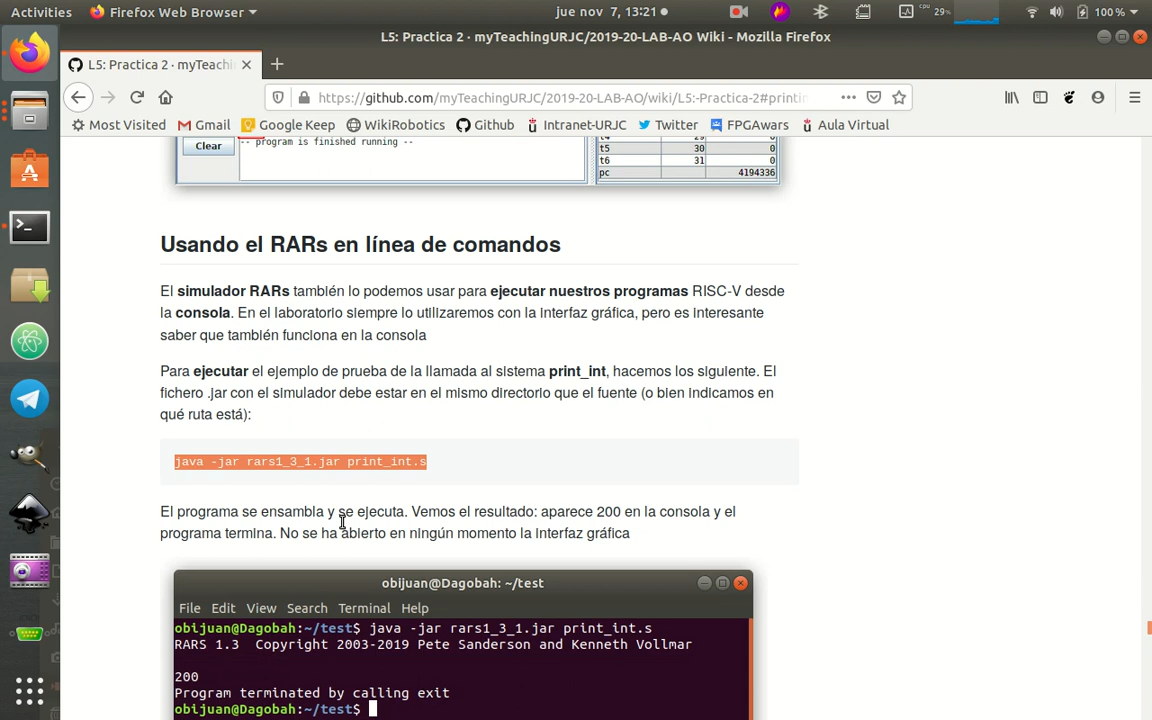 Activities
Firefox Web Browser
jue nov 7, 13:21
cpu 29%
100 %
L5: Practica 2 · myTeachingURJC/2019-20-LAB-AO Wiki - Mozilla Firefox
L5: Practica 2 · myTeachi
https://github.com/myTeachingURJC/2019-20-LAB-AO/wiki/L5:-Practica-2#printin
Most Visited
Gmail
Google Keep
WikiRobotics
Github
Intranet-URJC
Twitter
FPGAwars
Aula Virtual
Clear
-- program is finished running --
t4 29 0
t5 30 0
t6 31 0
pc 4194336
Usando el RARs en línea de comandos
El simulador RARs también lo podemos usar para ejecutar nuestros programas RISC-V desde
la consola. En el laboratorio siempre lo utilizaremos con la interfaz gráfica, pero es interesante
saber que también funciona en la consola
Para ejecutar el ejemplo de prueba de la llamada al sistema print_int, hacemos los siguiente. El
fichero .jar con el simulador debe estar en el mismo directorio que el fuente (o bien indicamos en
qué ruta está):
java -jar rars1_3_1.jar print_int.s
El programa se ensambla y se ejecuta. Vemos el resultado: aparece 200 en la consola y el
programa termina. No se ha abierto en ningún momento la interfaz gráfica
obijuan@Dagobah: ~/test
File Edit View Search Terminal Help
obijuan@Dagobah:~/test$ java -jar rars1_3_1.jar print_int.s
RARS 1.3  Copyright 2003-2019 Pete Sanderson and Kenneth Vollmar
200
Program terminated by calling exit
obijuan@Dagobah:~/test$